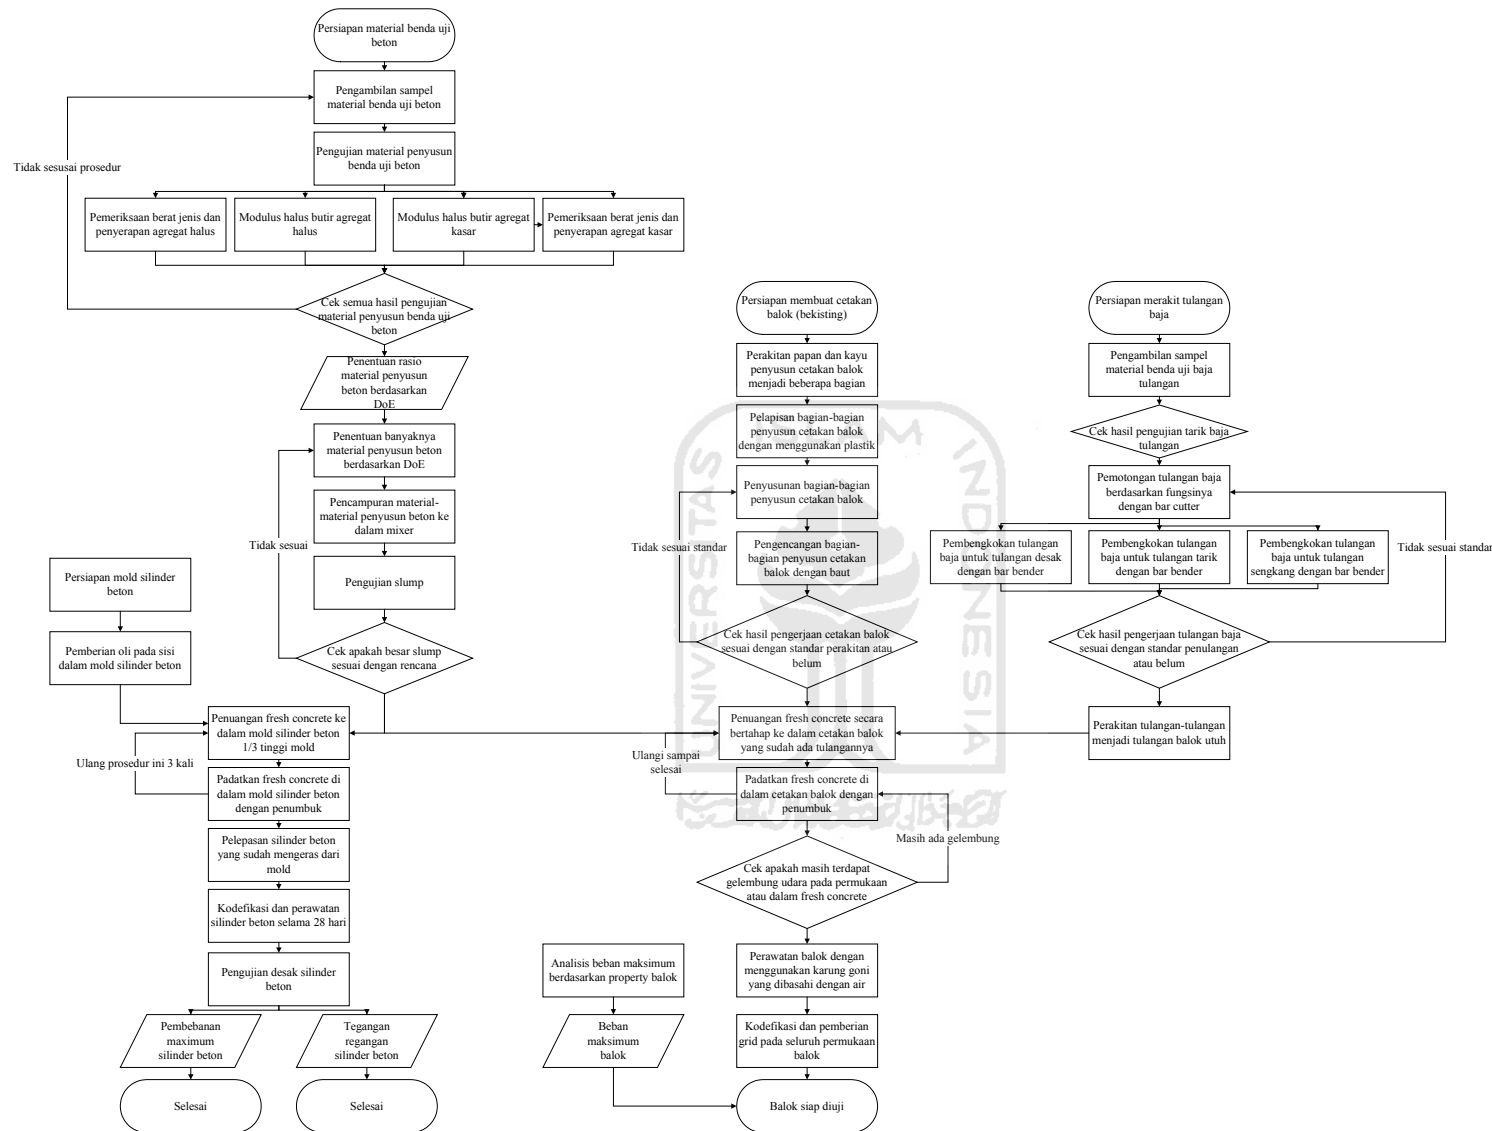 Persiapan material benda uji
beton
Pengambilan sampel
material benda uji beton
Pengujian material penyusun
benda uji beton
Tidak sesusai prosedur
Pemeriksaan berat jenis dan
penyerapan agregat halus
Modulus halus butir agregat
halus
Modulus halus butir agregat
kasar
Pemeriksaan berat jenis dan
penyerapan agregat kasar
Cek semua hasil pengujian
material penyusun benda uji
beton
Penentuan rasio
material penyusun
beton berdasarkan
DoE
Penentuan banyaknya
material penyusun beton
berdasarkan DoE
Pencampuran material-
material penyusun beton ke
dalam mixer
Tidak sesuai
Pengujian slump
Cek apakah besar slump
sesuai dengan rencana
Persiapan mold silinder
beton
Pemberian oli pada sisi
dalam mold silinder beton
Penuangan fresh concrete ke
dalam mold silinder beton
1/3 tinggi mold
Ulang prosedur ini 3 kali
Padatkan fresh concrete di
dalam mold silinder beton
dengan penumbuk
Pelepasan silinder beton
yang sudah mengeras dari
mold
Kodefikasi dan perawatan
silinder beton selama 28 hari
Pengujian desak silinder
beton
Pembebanan
maximum
silinder beton
Tegangan
regangan
silinder beton
Selesai
Selesai
Persiapan membuat cetakan
balok (bekisting)
Perakitan papan dan kayu
penyusun cetakan balok
menjadi beberapa bagian
Pelapisan bagian-bagian
penyusun cetakan balok
dengan menggunakan plastik
Penyusunan bagian-bagian
penyusun cetakan balok
Tidak sesuai standar
Pengencangan bagian-
bagian penyusun cetakan
balok dengan baut
Cek hasil pengerjaan cetakan balok
sesuai dengan standar perakitan atau
belum
Penuangan fresh concrete secara
bertahap ke dalam cetakan balok
yang sudah ada tulangannya
Ulangi sampai
selesai
Padatkan fresh concrete di
dalam cetakan balok dengan
penumbuk
Masih ada gelembung
Cek apakah masih terdapat
gelembung udara pada permukaan
atau dalam fresh concrete
Analisis beban maksimum
berdasarkan property balok
Beban
maksimum
balok
Perawatan balok dengan
menggunakan karung goni
yang dibasahi dengan air
Kodefikasi dan pemberian
grid pada seluruh permukaan
balok
Balok siap diuji
Persiapan merakit tulangan
baja
Pengambilan sampel
material benda uji baja
tulangan
Cek hasil pengujian tarik baja
tulangan
Pemotongan tulangan baja
berdasarkan fungsinya
dengan bar cutter
Pembengkokan tulangan
baja untuk tulangan desak
dengan bar bender
Pembengkokan tulangan
baja untuk tulangan tarik
dengan bar bender
Pembengkokan tulangan
baja untuk tulangan
sengkang dengan bar bender
Tidak sesuai standar
Cek hasil pengerjaan tulangan baja
sesuai dengan standar penulangan
atau belum
Perakitan tulangan-tulangan
menjadi tulangan balok utuh
UNIVERSITAS
ISLAM
INDONESIA